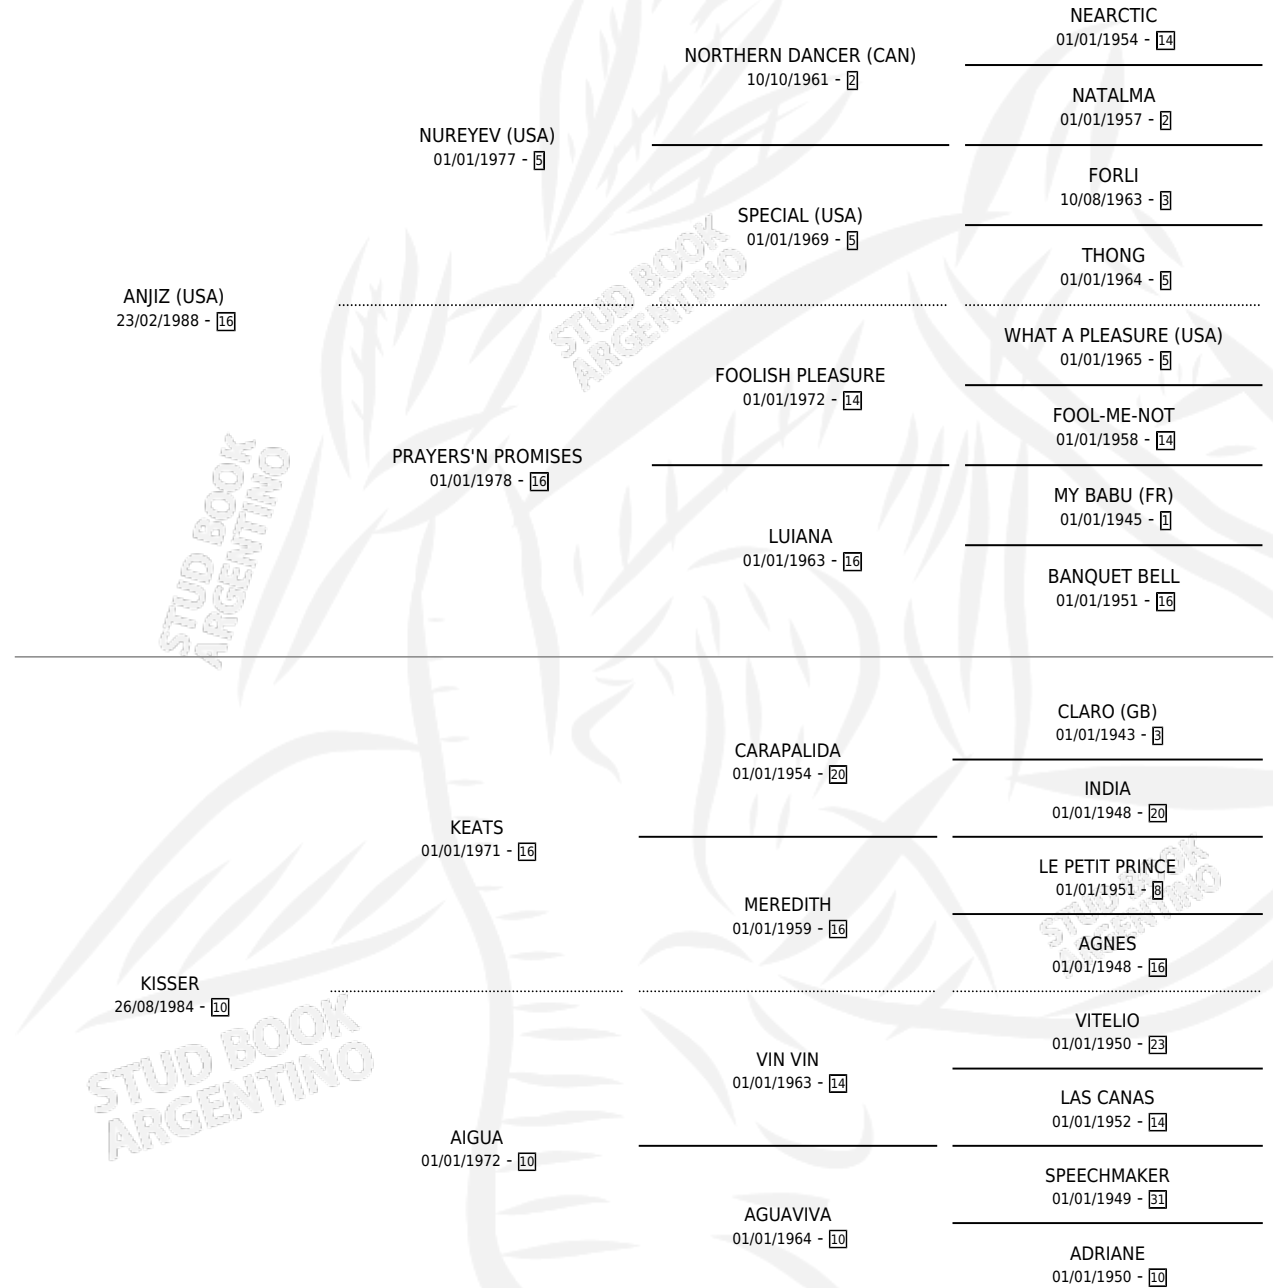 NEARCTIC
01/01/1954 - 14
NORTHERN DANCER (CAN)
10/10/1961 - 2
NATALMA
01/01/1957 - 2
NUREYEV (USA)
01/01/1977 - 5
FORLI
10/08/1963 - 3
SPECIAL (USA)
01/01/1969 - 5
THONG
01/01/1964 - 5
ANJIZ (USA)
23/02/1988 - 16
WHAT A PLEASURE (USA)
01/01/1965 - 5
FOOLISH PLEASURE
01/01/1972 - 14
FOOL-ME-NOT
01/01/1958 - 14
PRAYERS'N PROMISES
01/01/1978 - 16
MY BABU (FR)
01/01/1945 - 1
LUIANA
01/01/1963 - 16
BANQUET BELL
01/01/1951 - 16
CLARO (GB)
01/01/1943 - 3
CARAPALIDA
01/01/1954 - 20
INDIA
01/01/1948 - 20
KEATS
01/01/1971 - 16
LE PETIT PRINCE
01/01/1951 - 8
MEREDITH
01/01/1959 - 16
AGNES
01/01/1948 - 16
KISSER
26/08/1984 - 10
VITELIO
01/01/1950 - 23
VIN VIN
01/01/1963 - 14
LAS CANAS
01/01/1952 - 14
AIGUA
01/01/1972 - 10
SPEECHMAKER
01/01/1949 - 31
AGUAVIVA
01/01/1964 - 10
ADRIANE
01/01/1950 - 10
STUD BOOK
ARGENTINO
STUD BOOK
ARGENTINO
STUD BOOK
ARGENTINO
STUD BOOK
ARGENTINO